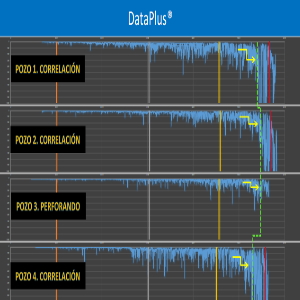 DataPlus®
POZO 1. CORRELACIÓN
POZO 2. CORRELACIÓN
POZO 3. PERFORANDO
POZO 4. CORRELACIÓN